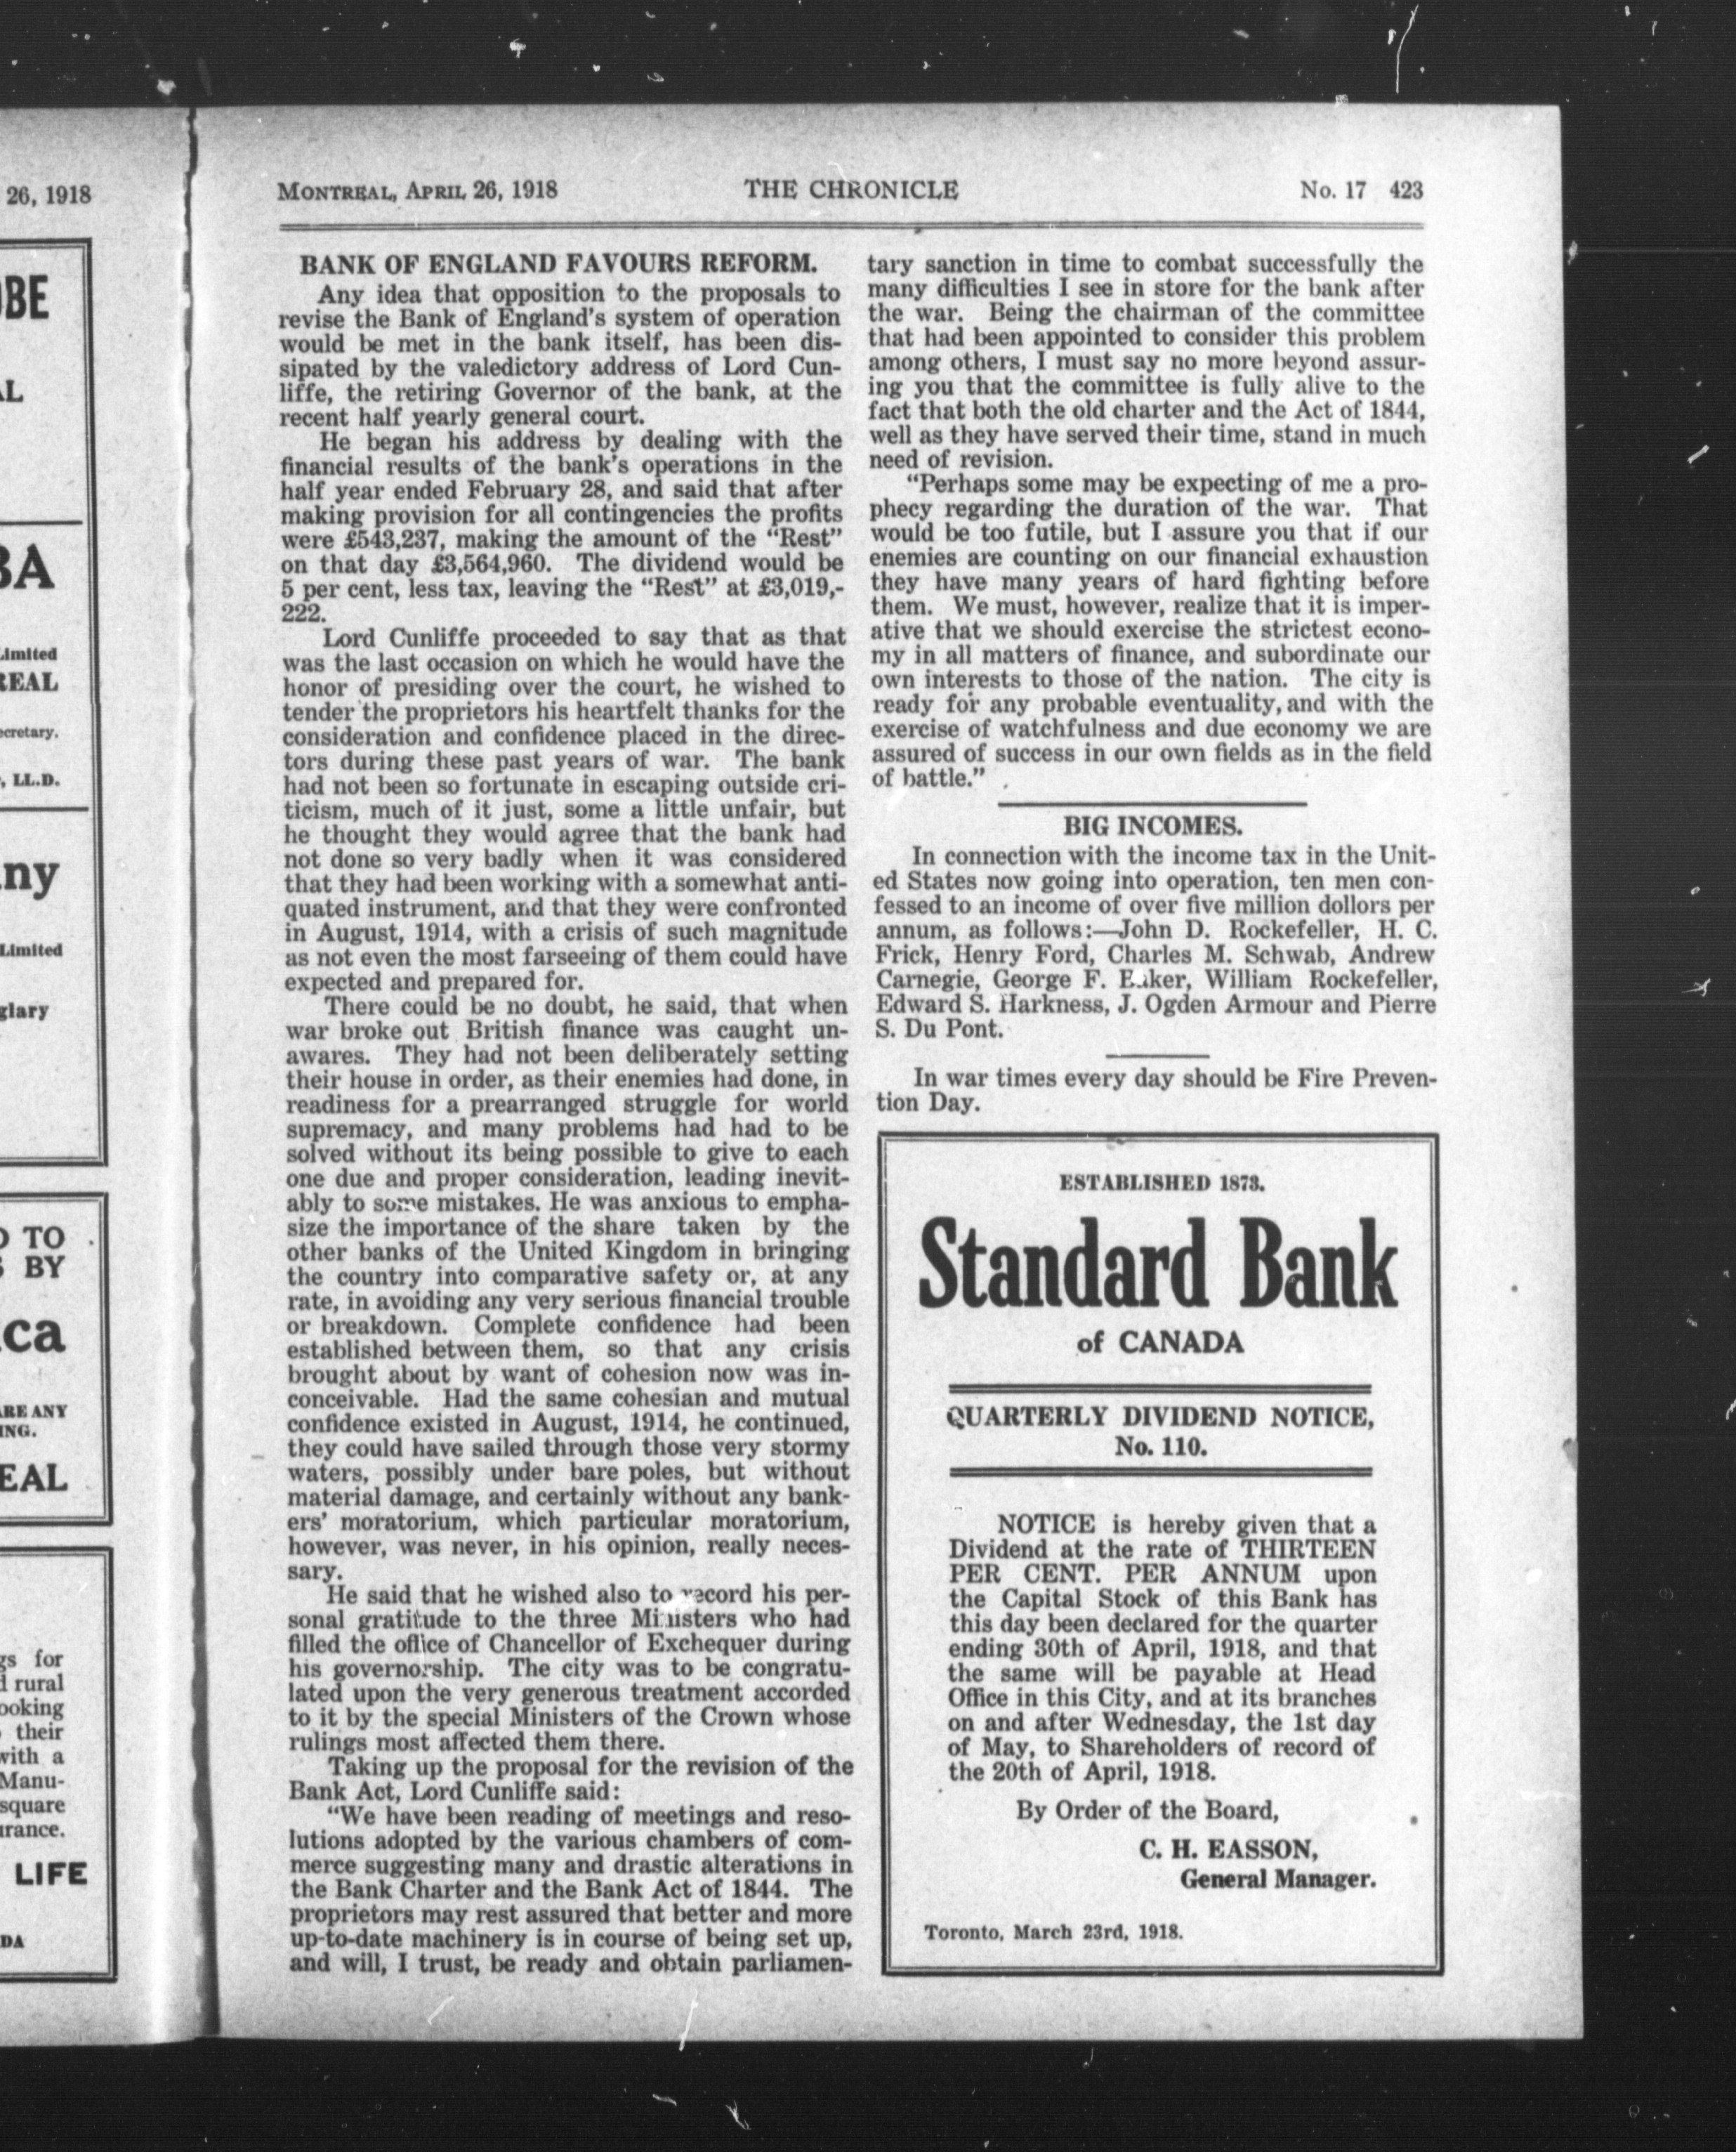 26, 1918
OBE
AL
BA
Limited
REAL
ecretary.
, LL.D.
ny
Limited
glary
D TO
S BY
ca
ARE ANY
ING.
EAL
gs for
d rural
ooking
their
with a
Manu-
square
urance.
LIFE
DA
MONTREAL, APRIL 26, 1918 THE CHRONICLE No. 17 423
BANK OF ENGLAND FAVOURS REFORM.
Any idea that opposition to the proposals to
revise the Bank of England's system of operation
would be met in the bank itself, has been dis-
sipated by the valedictory address of Lord Cun-
liffe, the retiring Governor of the bank, at the
recent half yearly general court.
He began his address by dealing with the
financial results of the bank's operations in the
half year ended February 28, and said that after
making provision for all contingencies the profits
were £543,237, making the amount of the "Rest"
on that day £3,564,960. The dividend would be
5 per cent, less tax, leaving the "Rest" at £3,019,-
222.
Lord Cunliffe proceeded to say that as that
was the last occasion on which he would have the
honor of presiding over the court, he wished to
tender the proprietors his heartfelt thanks for the
consideration and confidence placed in the direc-
tors during these past years of war. The bank
had not been so fortunate in escaping outside cri-
ticism, much of it just, some a little unfair, but
he thought they would agree that the bank had
not done so very badly when it was considered
that they had been working with a somewhat anti-
quated instrument, and that they were confronted
in August, 1914, with a crisis of such magnitude
as not even the most farseeing of them could have
expected and prepared for.
There could be no doubt, he said, that when
war broke out British finance was caught un-
awares. They had not been deliberately setting
their house in order, as their enemies had done, in
readiness for a prearranged struggle for world
supremacy, and many problems had had to be
solved without its being possible to give to each
one due and proper consideration, leading inevit-
ably to some mistakes. He was anxious to empha-
size the importance of the share taken by the
other banks of the United Kingdom in bringing
the country into comparative safety or, at any
rate, in avoiding any very serious financial trouble
or breakdown. Complete confidence had been
established between them, so that any crisis
brought about by want of cohesion now was in-
conceivable. Had the same cohesian and mutual
confidence existed in August, 1914, he continued,
they could have sailed through those very stormy
waters, possibly under bare poles, but without
material damage, and certainly without any bank-
ers' moratorium, which particular moratorium,
however, was never, in his opinion, really neces-
sary.
He said that he wished also to record his per-
sonal gratitude to the three Ministers who had
filled the office of Chancellor of Exchequer during
his governorship. The city was to be congratu-
lated upon the very generous treatment accorded
to it by the special Ministers of the Crown whose
rulings most affected them there.
Taking up the proposal for the revision of the
Bank Act, Lord Cunliffe said:
"We have been reading of meetings and reso-
lutions adopted by the various chambers of com-
merce suggesting many and drastic alterations in
the Bank Charter and the Bank Act of 1844. The
proprietors may rest assured that better and more
up-to-date machinery is in course of being set up,
and will, I trust, be ready and obtain parliamen-
tary sanction in time to combat successfully the
many difficulties I see in store for the bank after
the war. Being the chairman of the committee
that had been appointed to consider this problem
among others, I must say no more beyond assur-
ing you that the committee is fully alive to the
fact that both the old charter and the Act of 1844,
well as they have served their time, stand in much
need of revision.
"Perhaps some may be expecting of me a pro-
phecy regarding the duration of the war. That
would be too futile, but I assure you that if our
enemies are counting on our financial exhaustion
they have many years of hard fighting before
them. We must, however, realize that it is imper-
ative that we should exercise the strictest econo-
my in all matters of finance, and subordinate our
own interests to those of the nation. The city is
ready for any probable eventuality, and with the
exercise of watchfulness and due economy we are
assured of success in our own fields as in the field
of battle."
BIG INCOMES.
In connection with the income tax in the Unit-
ed States now going into operation, ten men con-
fessed to an income of over five million dollors per
annum, as follows:—John D. Rockefeller, H. C.
Frick, Henry Ford, Charles M. Schwab, Andrew
Carnegie, George F. Baker, William Rockefeller,
Edward S. Harkness, J. Ogden Armour and Pierre
S. Du Pont.
In war times every day should be Fire Preven-
tion Day.
ESTABLISHED 1873.
Standard Bank
of CANADA
QUARTERLY DIVIDEND NOTICE,
No. 110.
NOTICE is hereby given that a
Dividend at the rate of THIRTEEN
PER CENT. PER ANNUM upon
the Capital Stock of this Bank has
this day been declared for the quarter
ending 30th of April, 1918, and that
the same will be payable at Head
Office in this City, and at its branches
on and after Wednesday, the 1st day
of May, to Shareholders of record of
the 20th of April, 1918.
By Order of the Board,
C. H. EASSON,
General Manager.
Toronto, March 23rd, 1918.